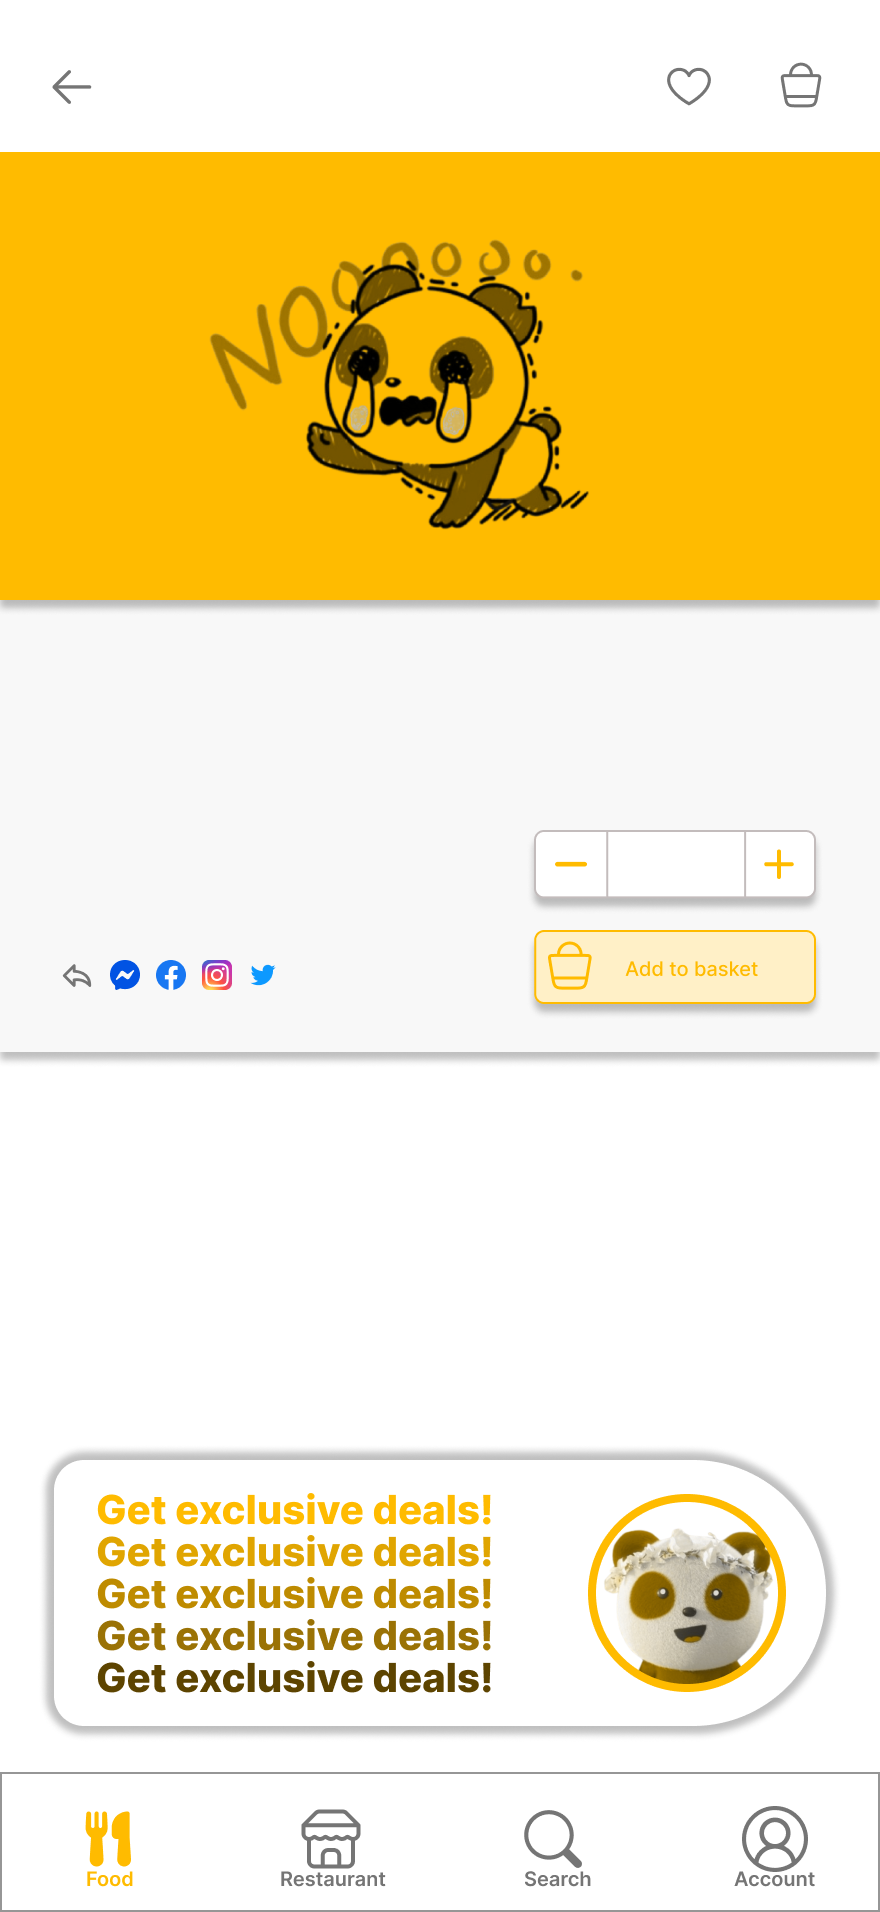 NOOOOOOO.
Add to basket
Get exclusive deals!
Get exclusive deals!
Get exclusive deals!
Get exclusive deals!
Get exclusive deals!
Food
Restaurant
Search
Account